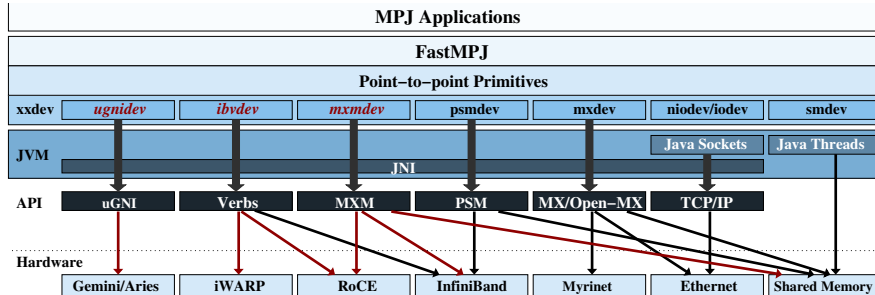 MPJ Applications
FastMPJ
Point-to-point Primitives
xxdev ugnidev ibvdev mxmdev psmdev mxdev niodev/iodev smdev
JVM Java Sockets Java Threads
JNI
API uGNI Verbs MXM PSM MX/Open-MX TCP/IP
Hardware
Gemini/Aries iWARP RoCE InfiniBand Myrinet Ethernet Shared Memory